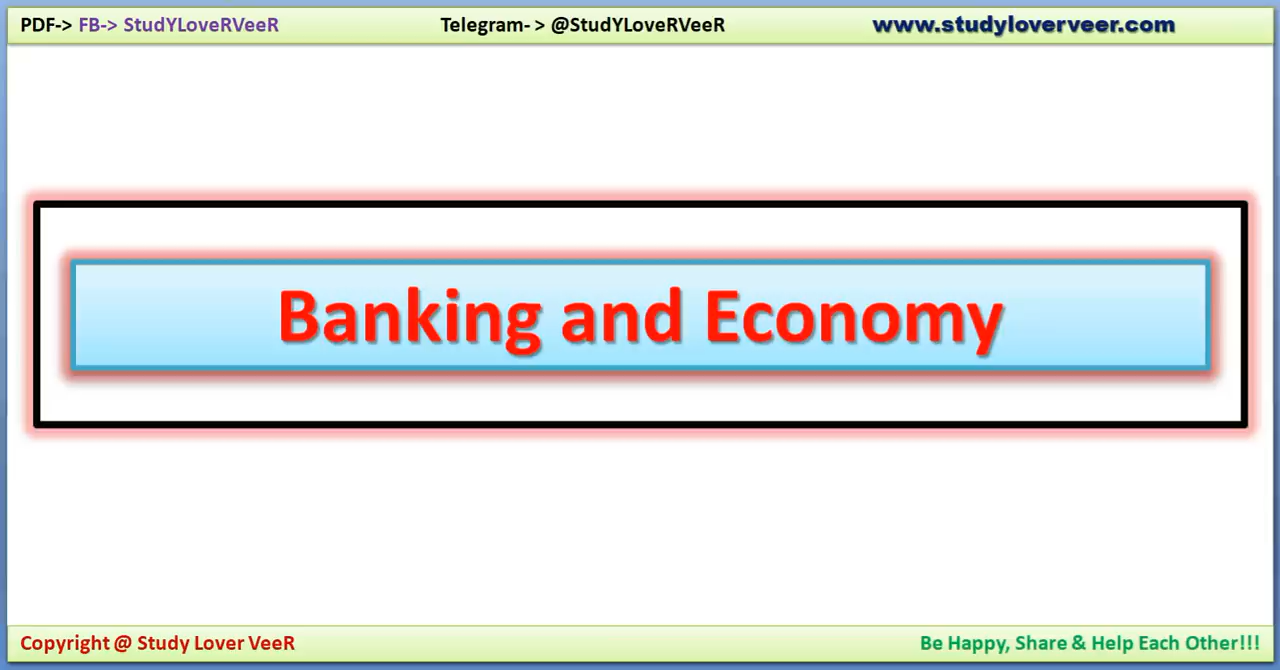 PDF-> FB-> StudYLoveRVeeR Telegram- > @StudYLoveRVeeR www.studyloverveer.com
Banking and Economy
Copyright @ Study Lover VeeR Be Happy, Share & Help Each Other!!!